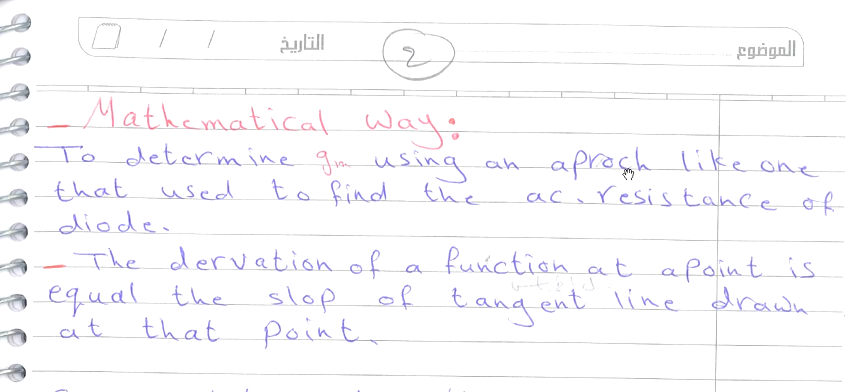 الموضوع
2
التاريخ / /
- Mathematical way:
To determine gm using an aproch like one
that used to find the ac. resistance of
diode.
- The dervation of a function at apoint is
equal the slop of tangent line drawn
at that point.